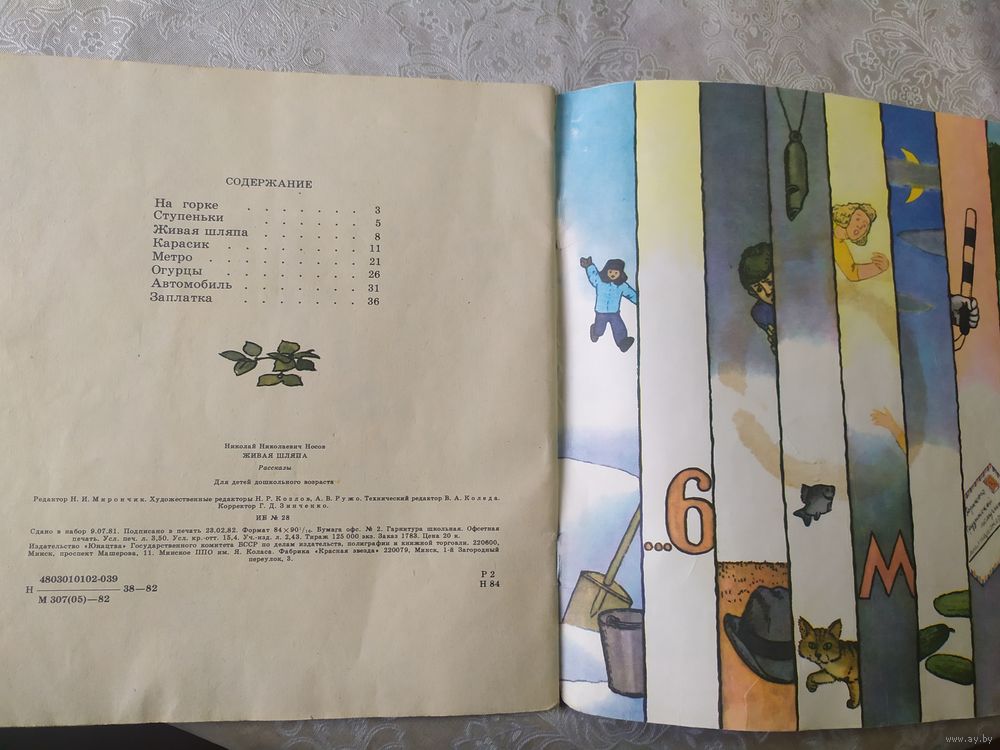 СОДЕРЖАНИЕ
На горке . . . . . . . 3
Ступеньки . . . . . . 5
Живая шляпа . . . . . . 8
Карасик . . . . . . . . 11
Метро . . . . . . . . 21
Огурцы . . . . . . . . 26
Автомобиль . . . . . . . 31
Заплатка . . . . . . . 36
Николай Николаевич Носов
ЖИВАЯ ШЛЯПА
Рассказы
Для детей дошкольного возраста
Редактор Н. И. Мирончик. Художественные редакторы Н. Р. Козлов, А. В. Ружо. Технический редактор В. А. Коледа.
Корректор Г. Д. Зинченко.
ИБ № 28
Сдано в набор 9.07.81. Подписано в печать 23.02.82. Формат 84×90¹/₁₆. Бумага офс. № 2. Гарнитура школьная. Офсетная
печать. Усл. печ. л. 3,50. Усл. кр.-отт. 15,4. Уч.-изд. л. 2,43. Тираж 125 000 экз. Заказ 1783. Цена 20 к.
Издательство «Юнацтва» Государственного комитета БССР по делам издательств, полиграфии и книжной торговли. 220600,
Минск, проспект Машерова, 11. Минское ППО им. Я. Коласа. Фабрика «Красная звезда» 220079, Минск, 1-й Загородный
переулок, 3.
Н 4803010102-039 38—82
М 307(05)—82
Р 2
Н 84
...6
М
www.ay.by